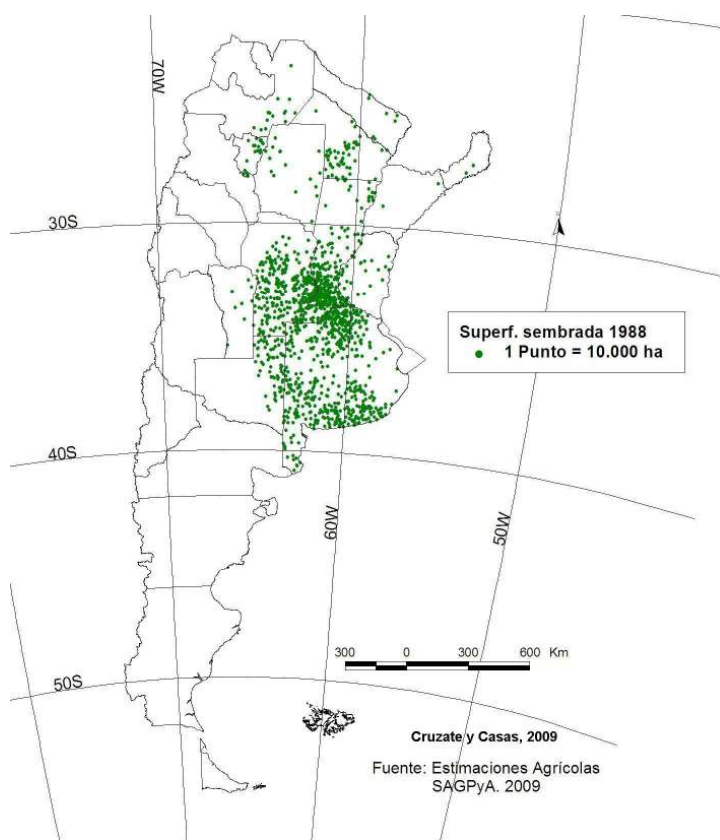 70W
30S
Superf. sembrada 1988
1 Punto = 10.000 ha
40S
60W
50W
300 0 300 600 Km
50S
Cruzate y Casas, 2009
Fuente: Estimaciones Agrícolas
SAGPyA. 2009